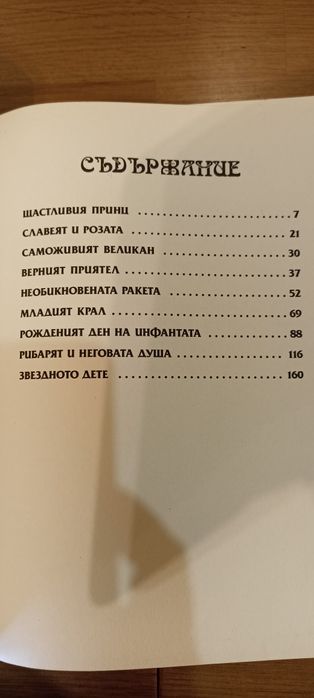 СЪДЪРЖАНИЕ
ЩАСТЛИВИЯ ПРИНЦ ........................ 7
СЛАВЕЯТ И РОЗАТА ........................ 21
САМОЖИВИЯТ ВЕЛИКАН .................... 30
ВЕРНИЯТ ПРИЯТЕЛ ......................... 37
НЕОБИКНОВЕНАТА РАКЕТА ................... 52
МЛАДИЯТ КРАЛ ............................ 69
РОЖДЕНИЯТ ДЕН НА ИНФАНТАТА .............. 88
РИБАРЯТ И НЕГОВАТА ДУША ................. 116
ЗВЕЗДНОТО ДЕТЕ .......................... 160